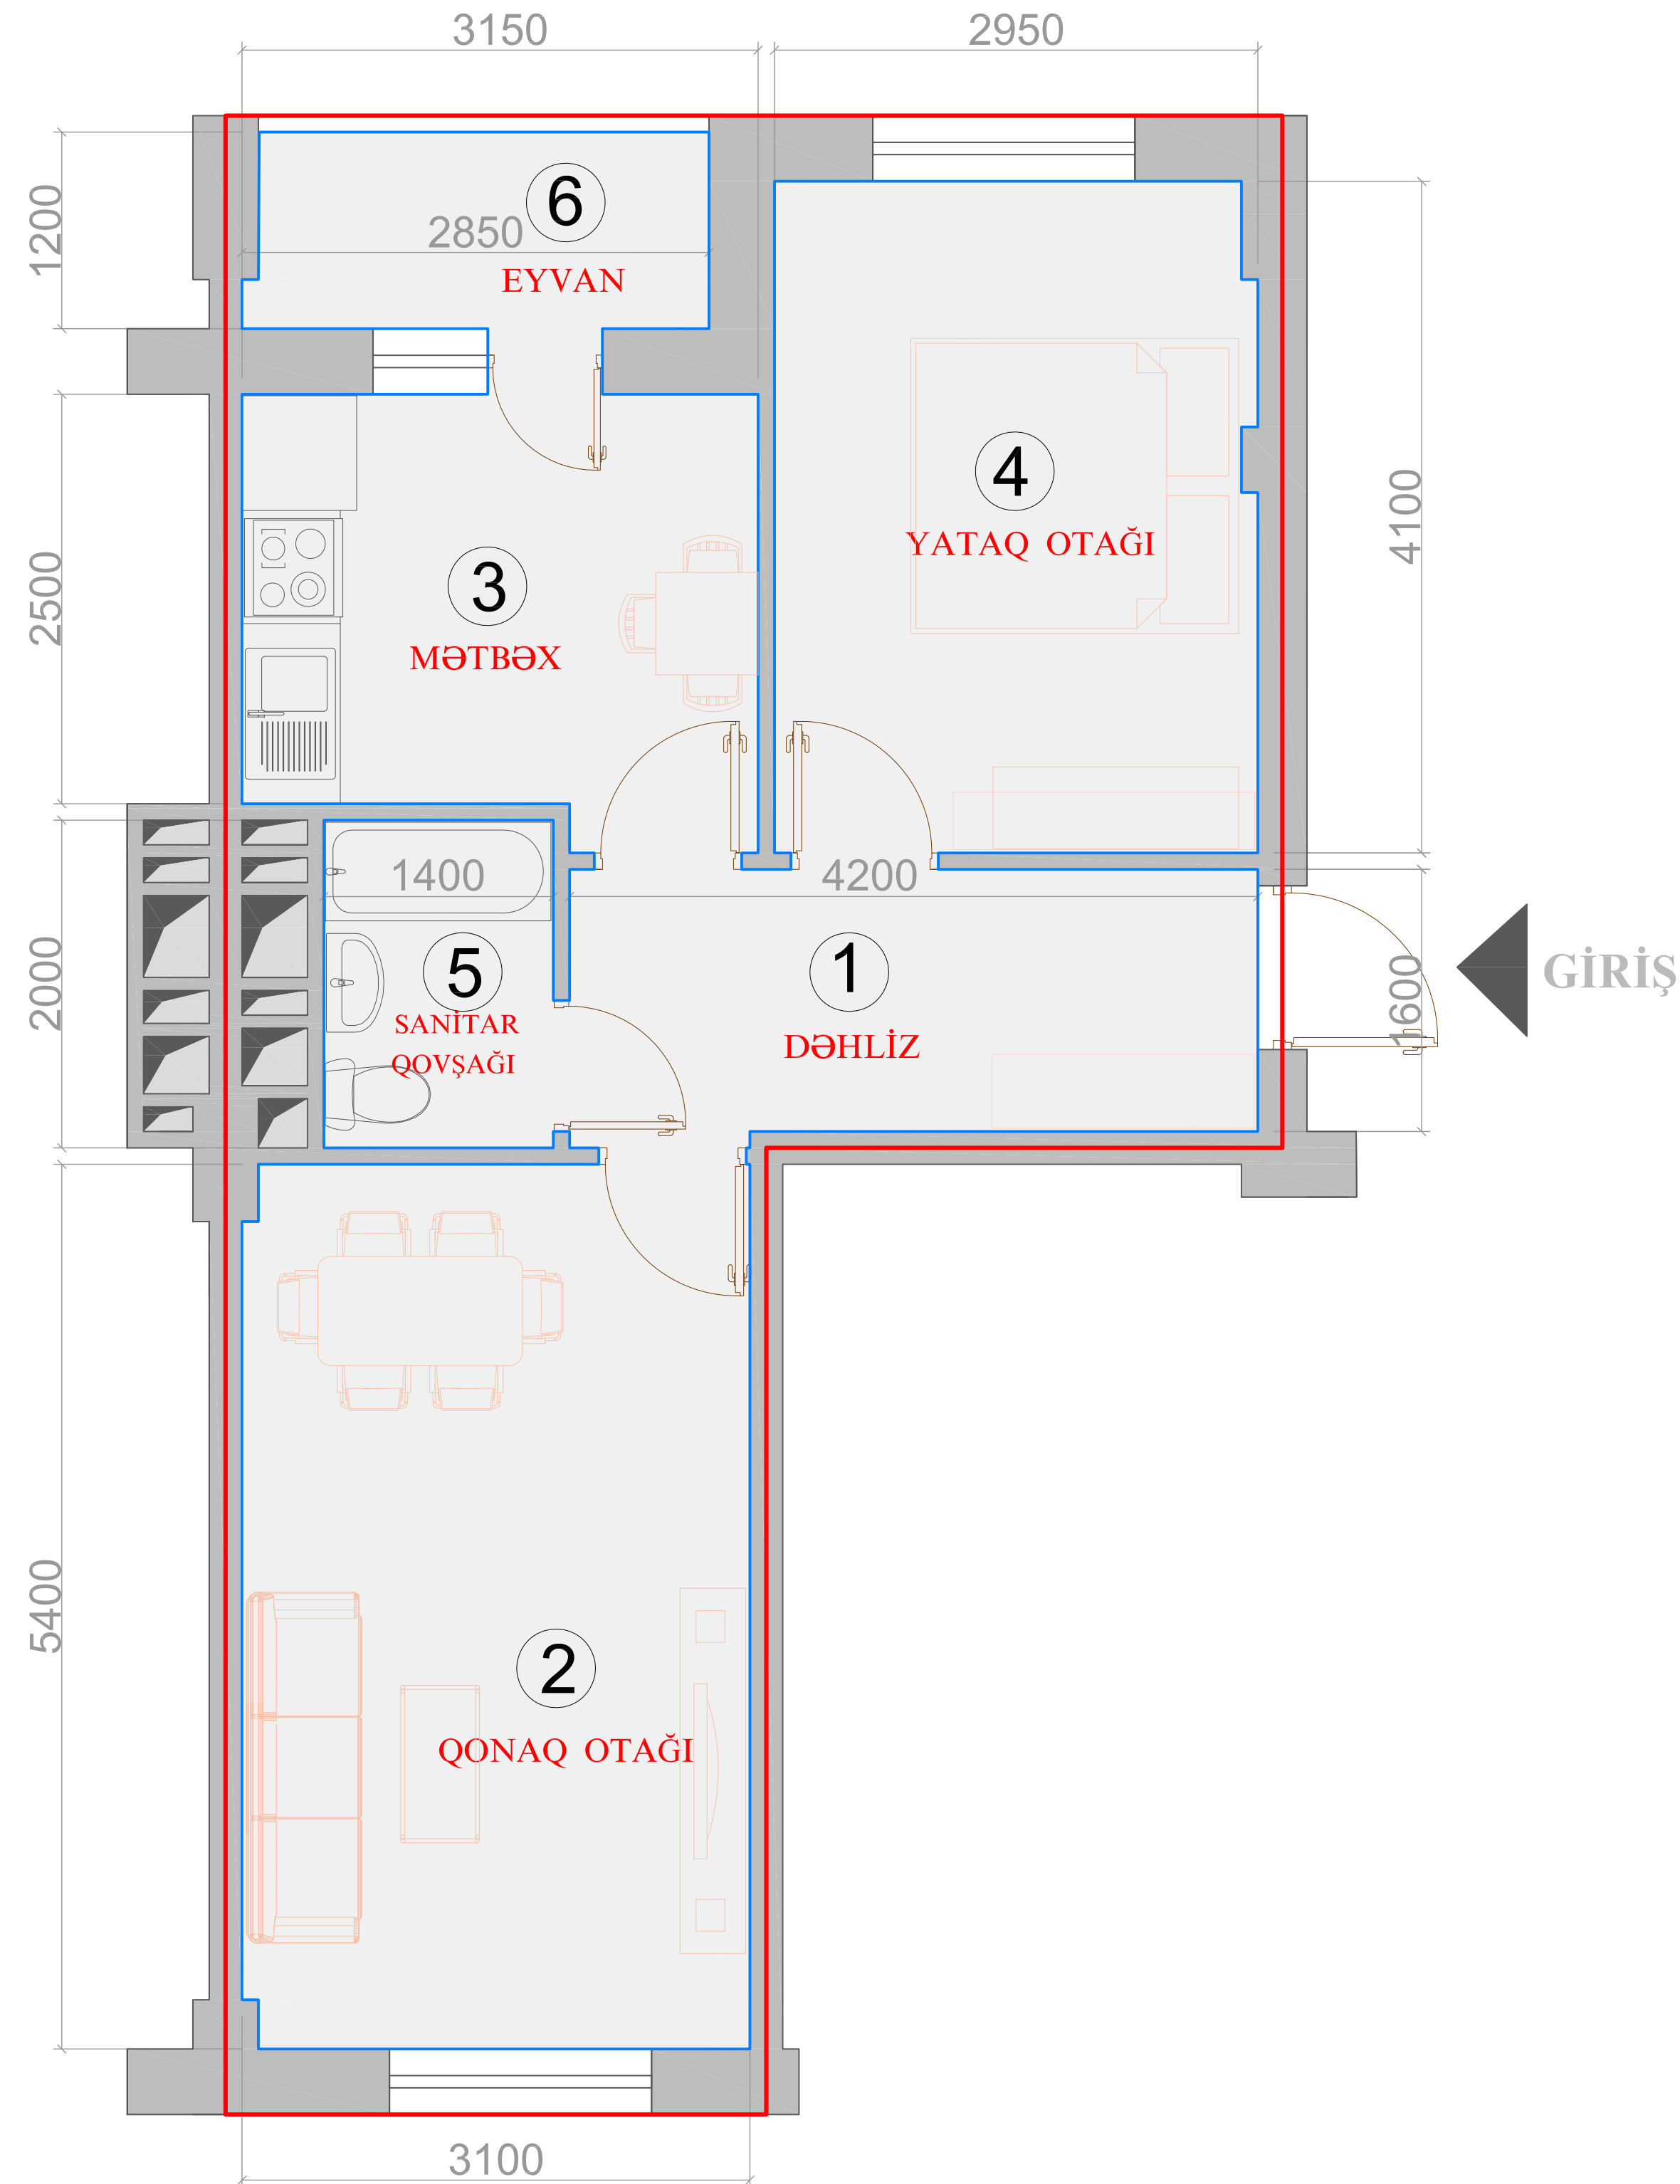 3150
2950
1200
6
2850
EYVAN
4
YATAQ OTAĞI
4100
2500
3
MƏTBƏX
1400
4200
2000
5
SANİTAR
QOVŞAĞI
1
DƏHLİZ
1600
GİRİŞ
5400
2
QONAQ OTAĞI
3100